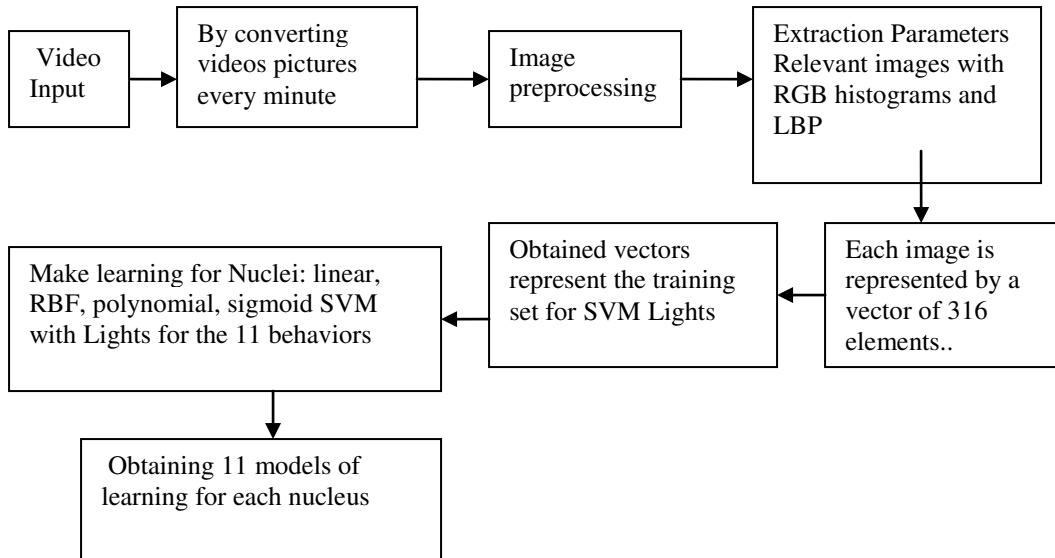 Video
Input
By converting
videos pictures
every minute
Image
preprocessing
Extraction Parameters
Relevant images with
RGB histograms and
LBP
Each image is
represented by a
vector of 316
elements..
Obtained vectors
represent the training
set for SVM Lights
Make learning for Nuclei: linear,
RBF, polynomial, sigmoid SVM
with Lights for the 11 behaviors
Obtaining 11 models of
learning for each nucleus